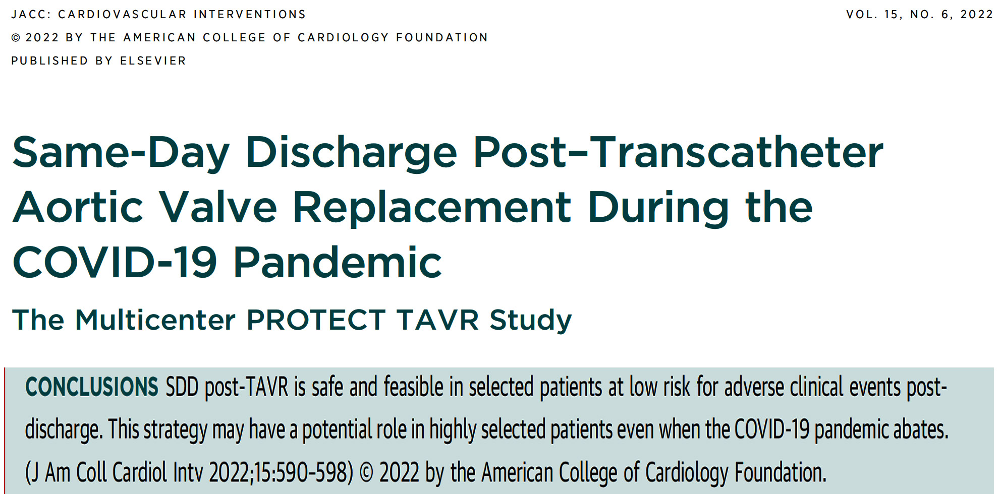 JACC: CARDIOVASCULAR INTERVENTIONS
VOL. 15, NO. 6, 2022
© 2022 BY THE AMERICAN COLLEGE OF CARDIOLOGY FOUNDATION
PUBLISHED BY ELSEVIER
Same-Day Discharge Post–Transcatheter
Aortic Valve Replacement During the
COVID-19 Pandemic
The Multicenter PROTECT TAVR Study
CONCLUSIONS SDD post-TAVR is safe and feasible in selected patients at low risk for adverse clinical events post-
discharge. This strategy may have a potential role in highly selected patients even when the COVID-19 pandemic abates.
(J Am Coll Cardiol Intv 2022;15:590–598) © 2022 by the American College of Cardiology Foundation.